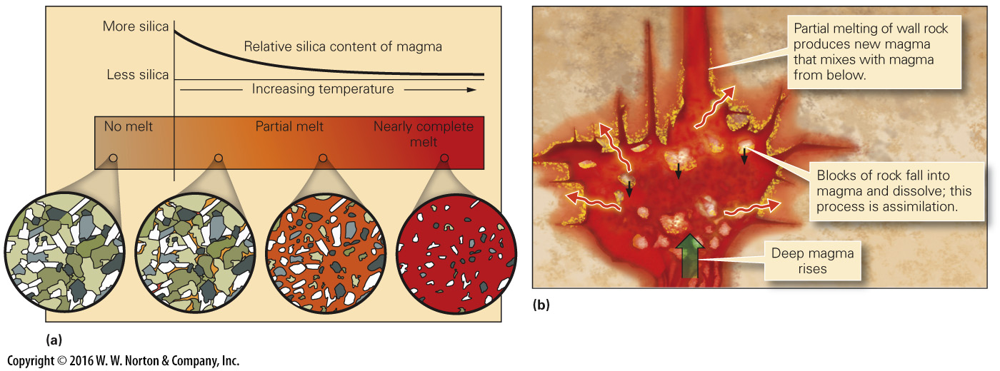 More silica
Relative silica content of magma
Less silica
Increasing temperature
No melt
Partial melt
Nearly complete
melt
(a)
Partial melting of wall rock
produces new magma
that mixes with magma
from below.
Blocks of rock fall into
magma and dissolve; this
process is assimilation.
Deep magma
rises
(b)
Copyright © 2016 W. W. Norton & Company, Inc.